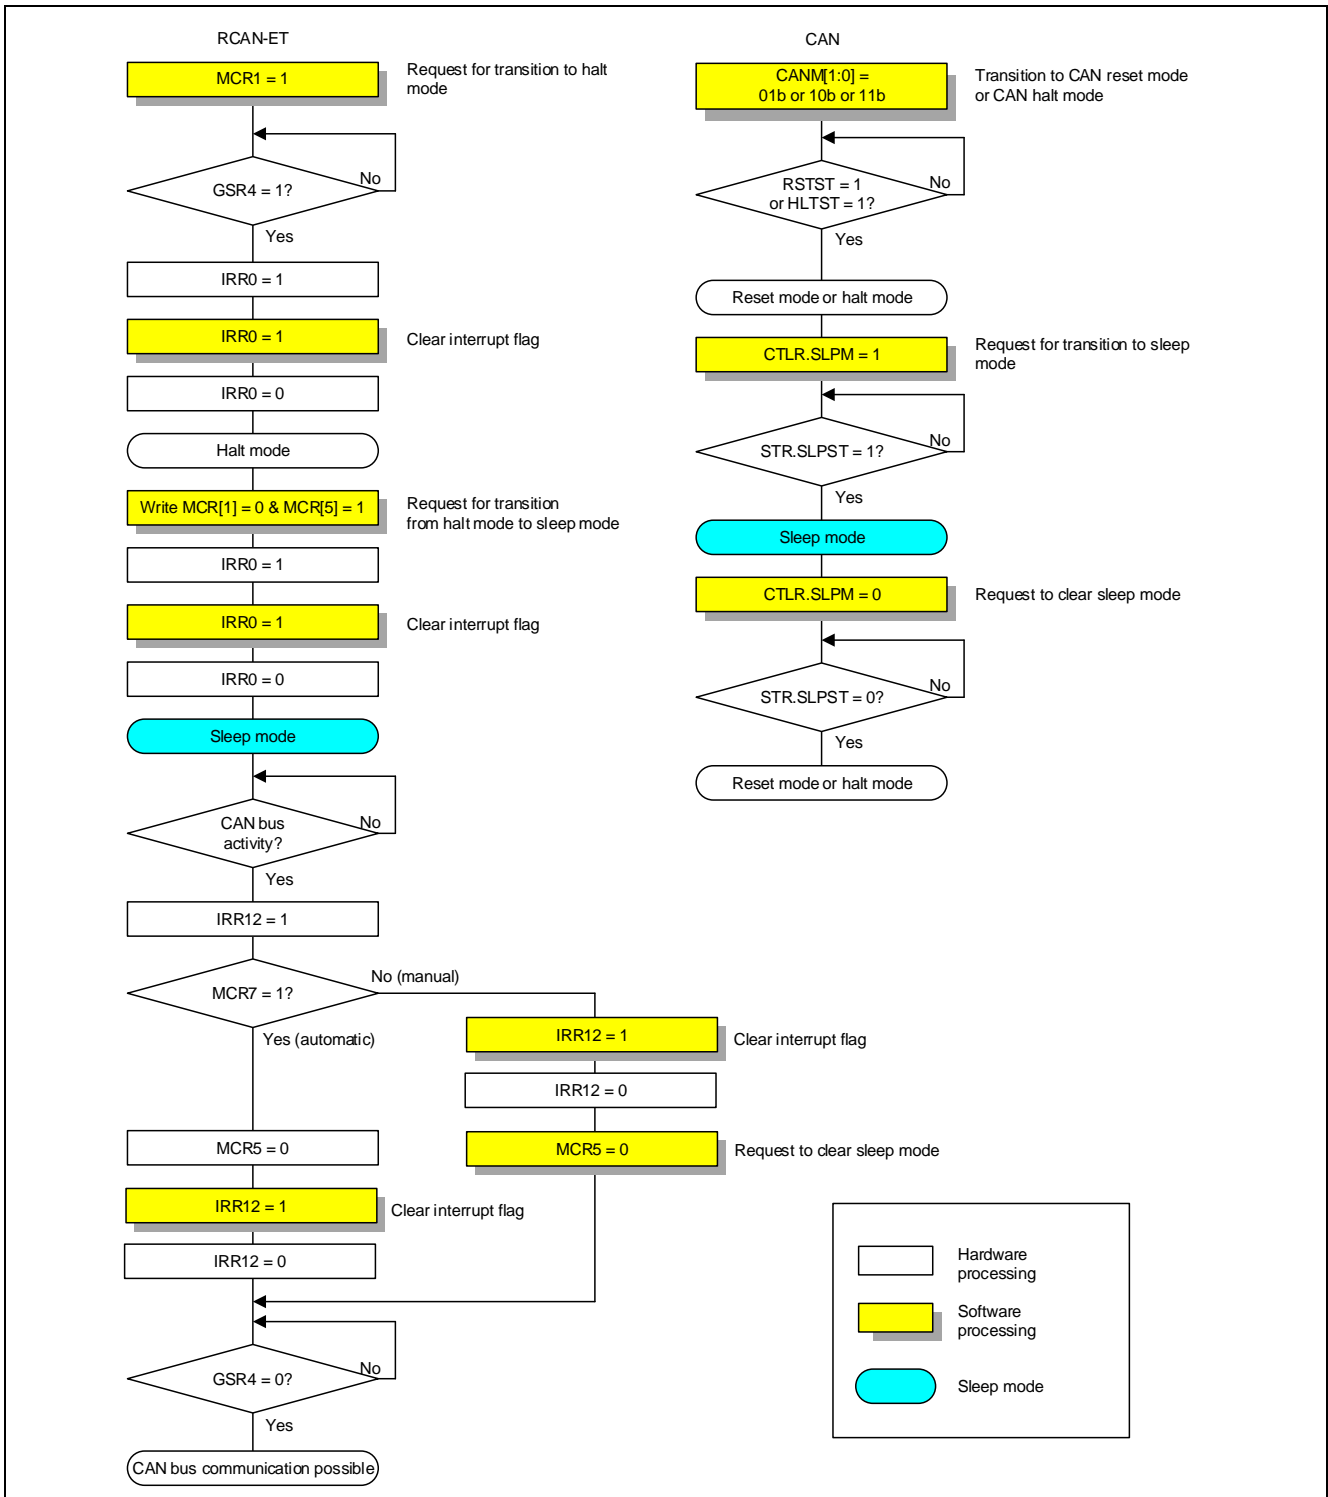 RCAN-ET
MCR1 = 1
Request for transition to halt
mode
GSR4 = 1?
No
Yes
IRR0 = 1
IRR0 = 1
Clear interrupt flag
IRR0 = 0
Halt mode
Write MCR[1] = 0 & MCR[5] = 1
Request for transition
from halt mode to sleep mode
IRR0 = 1
IRR0 = 1
Clear interrupt flag
IRR0 = 0
Sleep mode
CAN bus
activity?
No
Yes
IRR12 = 1
MCR7 = 1?
No (manual)
Yes (automatic)
IRR12 = 1
Clear interrupt flag
IRR12 = 0
MCR5 = 0
Request to clear sleep mode
MCR5 = 0
IRR12 = 1
Clear interrupt flag
IRR12 = 0
GSR4 = 0?
No
Yes
CAN bus communication possible
CAN
CANM[1:0] =
01b or 10b or 11b
Transition to CAN reset mode
or CAN halt mode
RSTST = 1
or HLTST = 1?
No
Yes
Reset mode or halt mode
CTLR.SLPM = 1
Request for transition to sleep
mode
STR.SLPST = 1?
No
Yes
Sleep mode
CTLR.SLPM = 0
Request to clear sleep mode
STR.SLPST = 0?
No
Yes
Reset mode or halt mode
Hardware
processing
Software
processing
Sleep mode